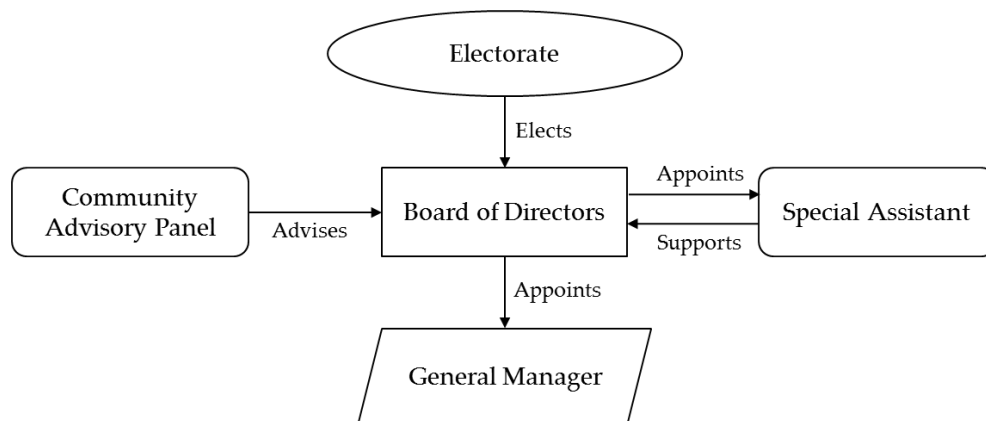 Electorate
Elects
Community
Advisory Panel
Advises
Board of Directors
Appoints
Supports
Special Assistant
Appoints
General Manager